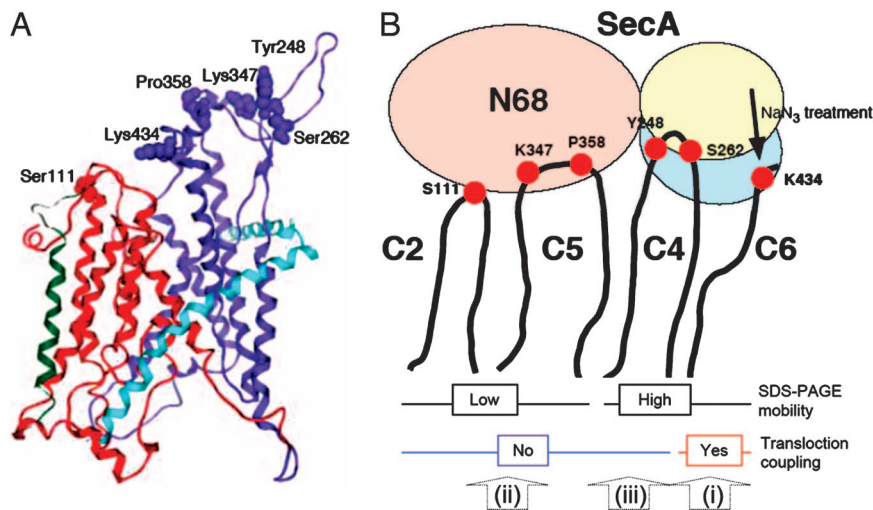 A
Tyr248
Pro358
Lys347
Lys434
Ser262
Ser111
B
SecA
N68
NaN3 treatment
Y248
S262
K347
P358
S111
K434
C2
C5
C4
C6
Low
High
SDS-PAGE
mobility
No
Yes
Transloction
coupling
(ii)
(iii)
(i)